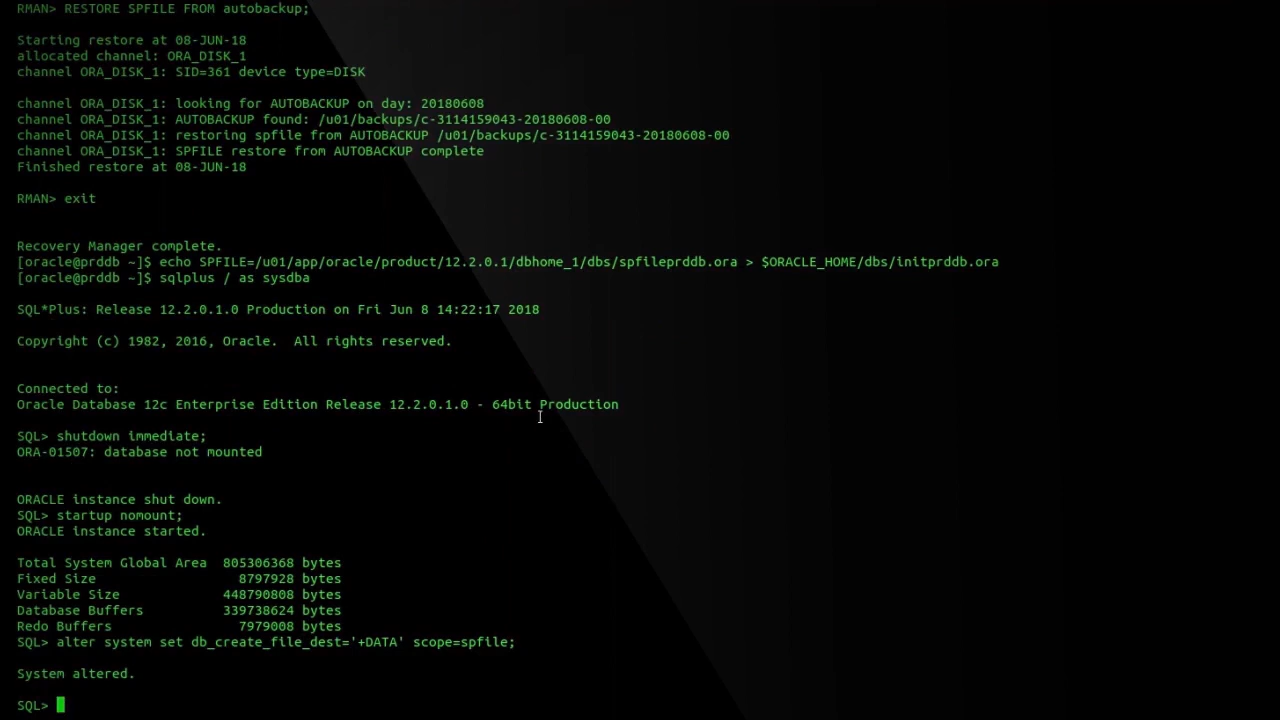 RMAN> RESTORE SPFILE FROM autobackup;
Starting restore at 08-JUN-18
allocated channel: ORA_DISK_1
channel ORA_DISK_1: SID=361 device type=DISK
channel ORA_DISK_1: looking for AUTOBACKUP on day: 20180608
channel ORA_DISK_1: AUTOBACKUP found: /u01/backups/c-3114159043-20180608-00
channel ORA_DISK_1: restoring spfile from AUTOBACKUP /u01/backups/c-3114159043-20180608-00
channel ORA_DISK_1: SPFILE restore from AUTOBACKUP complete
Finished restore at 08-JUN-18
RMAN> exit
Recovery Manager complete.
[oracle@prddb ~]$ echo SPFILE=/u01/app/oracle/product/12.2.0.1/dbhome_1/dbs/spfileprddb.ora > $ORACLE_HOME/dbs/initprddb.ora
[oracle@prddb ~]$ sqlplus / as sysdba
SQL*Plus: Release 12.2.0.1.0 Production on Fri Jun 8 14:22:17 2018
Copyright (c) 1982, 2016, Oracle.  All rights reserved.
Connected to:
Oracle Database 12c Enterprise Edition Release 12.2.0.1.0 - 64bit Production
SQL> shutdown immediate;
ORA-01507: database not mounted
ORACLE instance shut down.
SQL> startup nomount;
ORACLE instance started.
Total System Global Area  805306368 bytes
Fixed Size                  8797928 bytes
Variable Size             448790808 bytes
Database Buffers          339738624 bytes
Redo Buffers                7979008 bytes
SQL> alter system set db_create_file_dest='+DATA' scope=spfile;
System altered.
SQL>